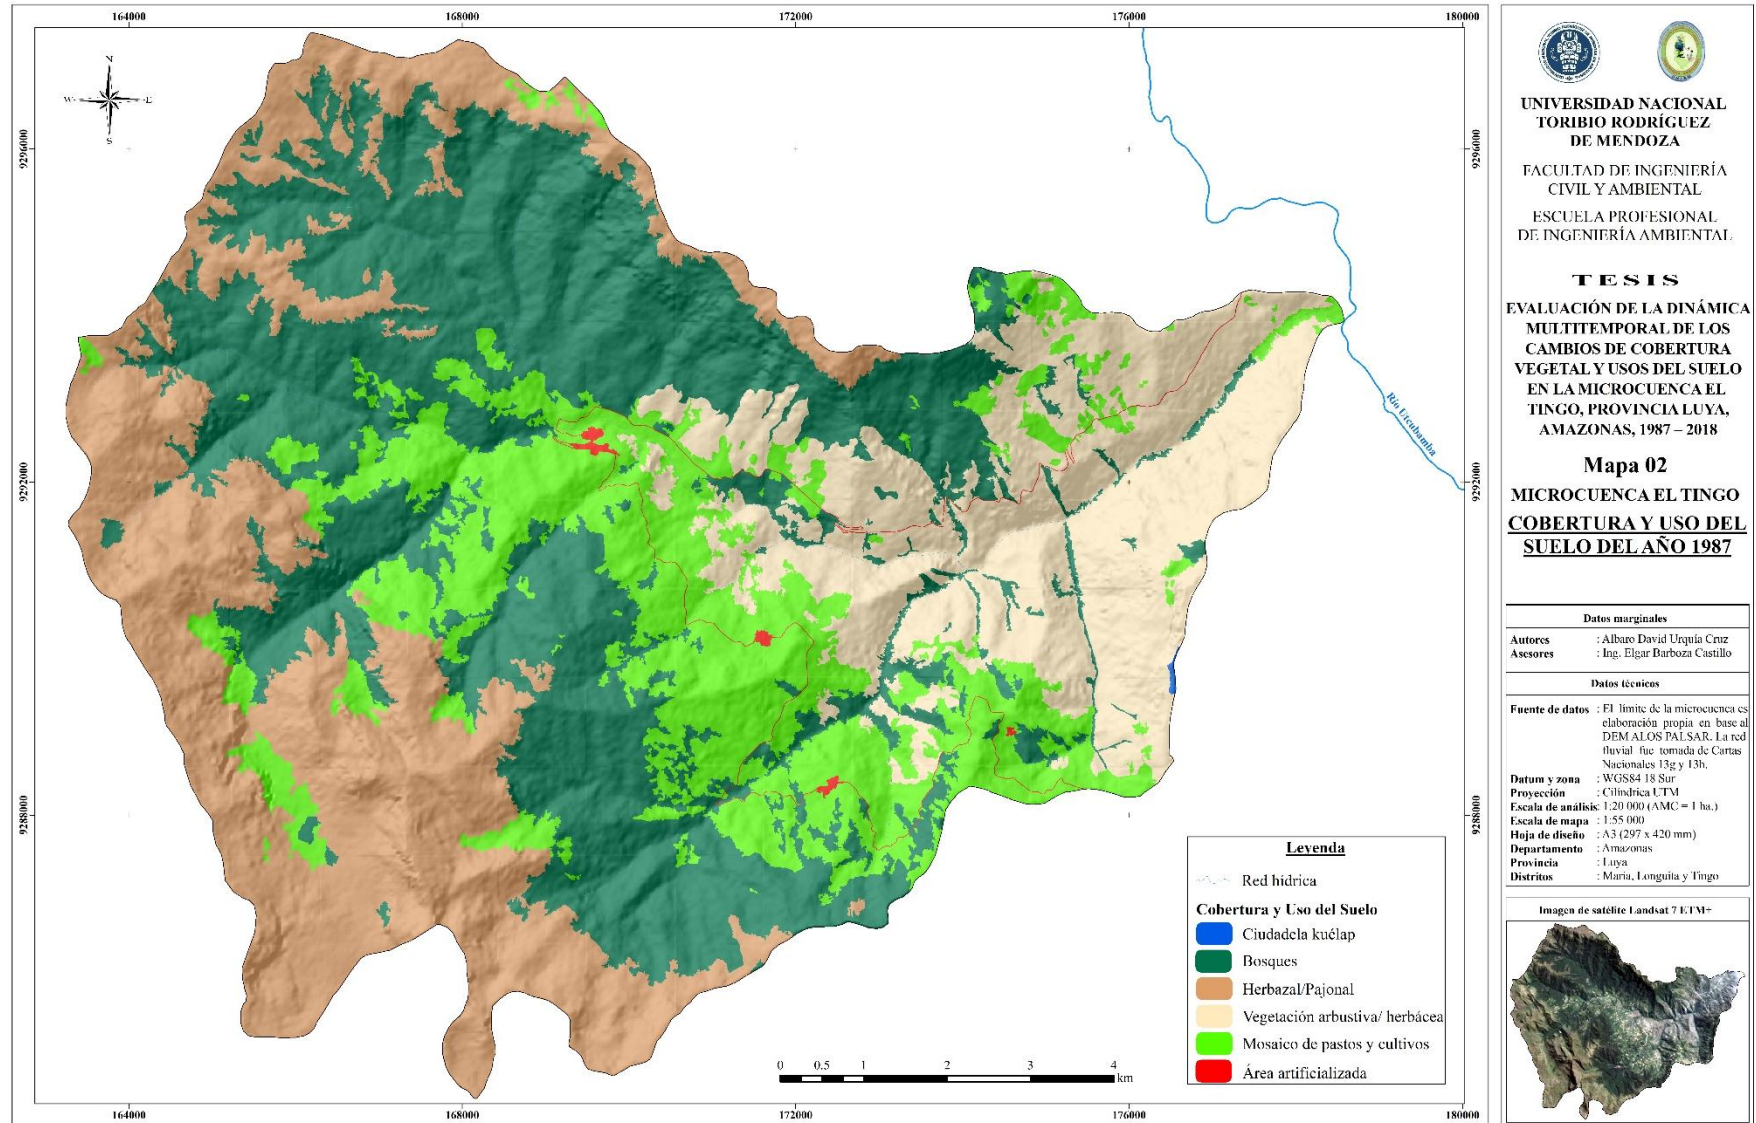 164000
168000
172000
176000
180000
N
W
E
S
9296000
9292000
9288000
9296000
9292000
9288000
Río Utcubamba
Leyenda
Red hídrica
Cobertura y Uso del Suelo
Ciudadela kuélap
Bosques
Herbazal/Pajonal
Vegetación arbustiva/ herbácea
Mosaico de pastos y cultivos
Área artificializada
0 0.5 1 2 3 4
km
164000
168000
172000
176000
180000
UNIVERSIDAD NACIONAL
TORIBIO RODRÍGUEZ
DE MENDOZA
FACULTAD DE INGENIERÍA
CIVIL Y AMBIENTAL
ESCUELA PROFESIONAL
DE INGENIERÍA AMBIENTAL
TESIS
EVALUACIÓN DE LA DINÁMICA
MULTITEMPORAL DE LOS
CAMBIOS DE COBERTURA
VEGETAL Y USOS DEL SUELO
EN LA MICROCUENCA EL
TINGO, PROVINCIA LUYA,
AMAZONAS, 1987 – 2018
Mapa 02
MICROCUENCA EL TINGO
COBERTURA Y USO DEL
SUELO DEL AÑO 1987
Datos marginales
Autores : Albaro David Urquía Cruz
Asesores : Ing. Elgar Barboza Castillo
Datos técnicos
Fuente de datos : El límite de la microcuenca es
elaboración propia en base al
DEM ALOS PALSAR. La red
fluvial fue tomada de Cartas
Nacionales 13g y 13h.
Datum y zona : WGS84 18 Sur
Proyección : Cilíndrica UTM
Escala de análisis: 1:20 000 (AMC = 1 ha.)
Escala de mapa : 1:55 000
Hoja de diseño : A3 (297 x 420 mm)
Departamento : Amazonas
Provincia : Luya
Distritos : María, Longuita y Tingo
Imagen de satélite Landsat 7 ETM+